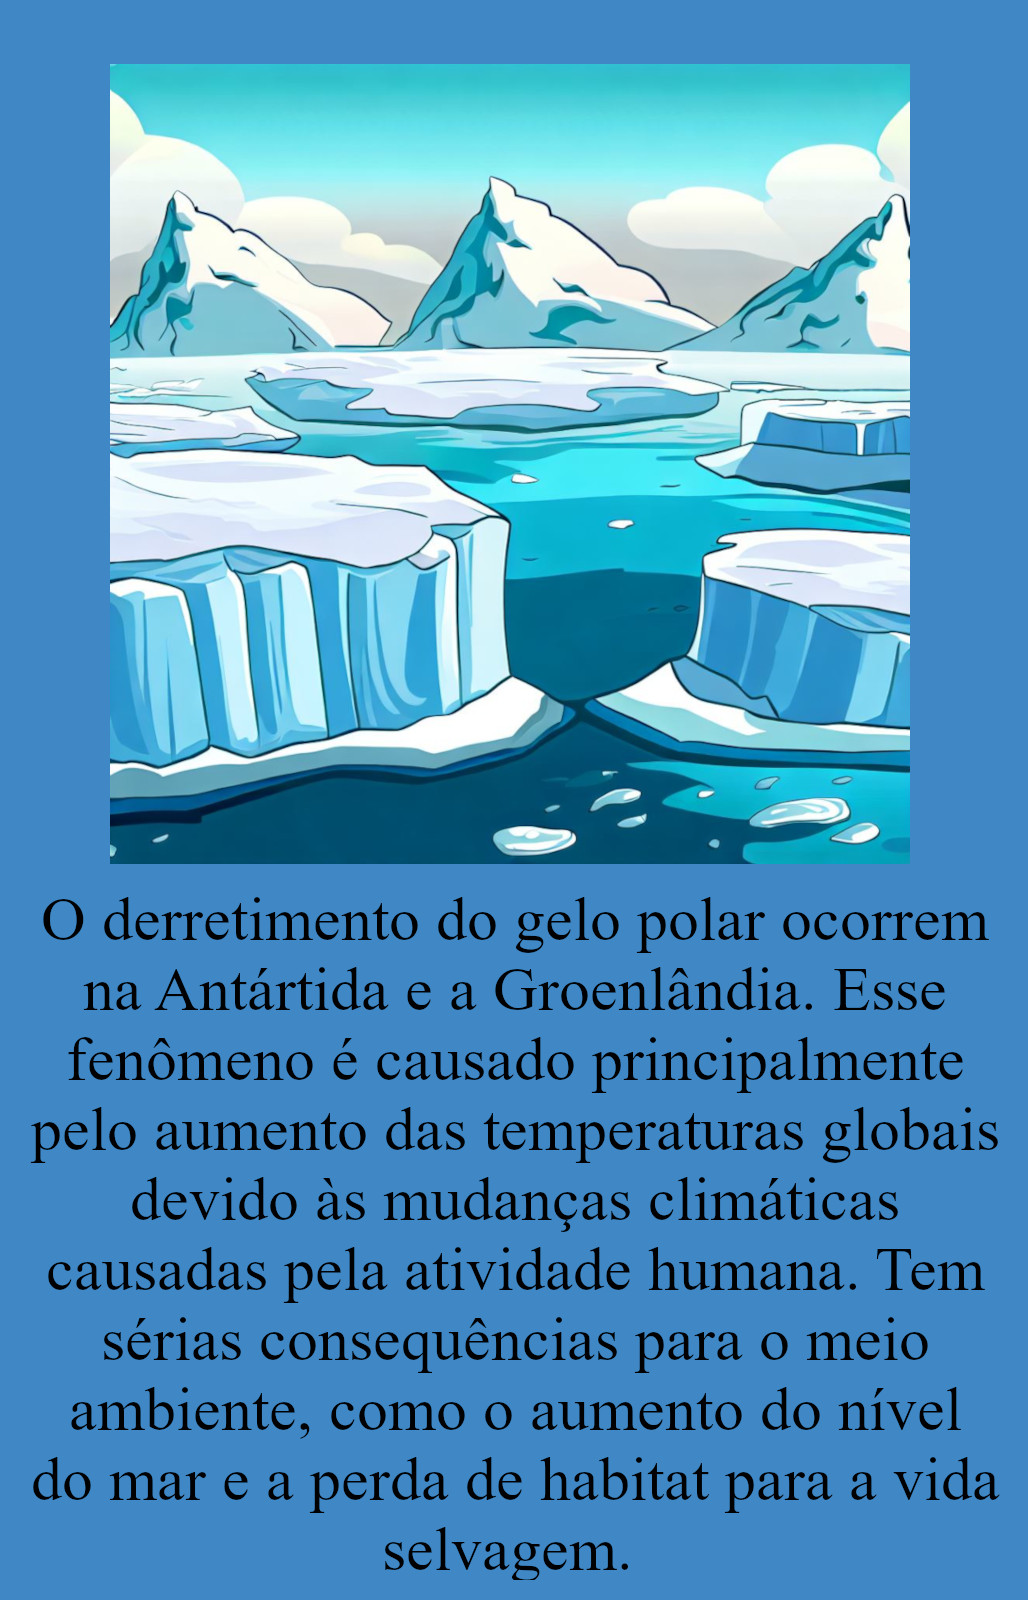 O derretimento do gelo polar ocorrem
na Antártida e a Groenlândia. Esse
fenômeno é causado principalmente
pelo aumento das temperaturas globais
devido às mudanças climáticas
causadas pela atividade humana. Tem
sérias consequências para o meio
ambiente, como o aumento do nível
do mar e a perda de habitat para a vida
selvagem.